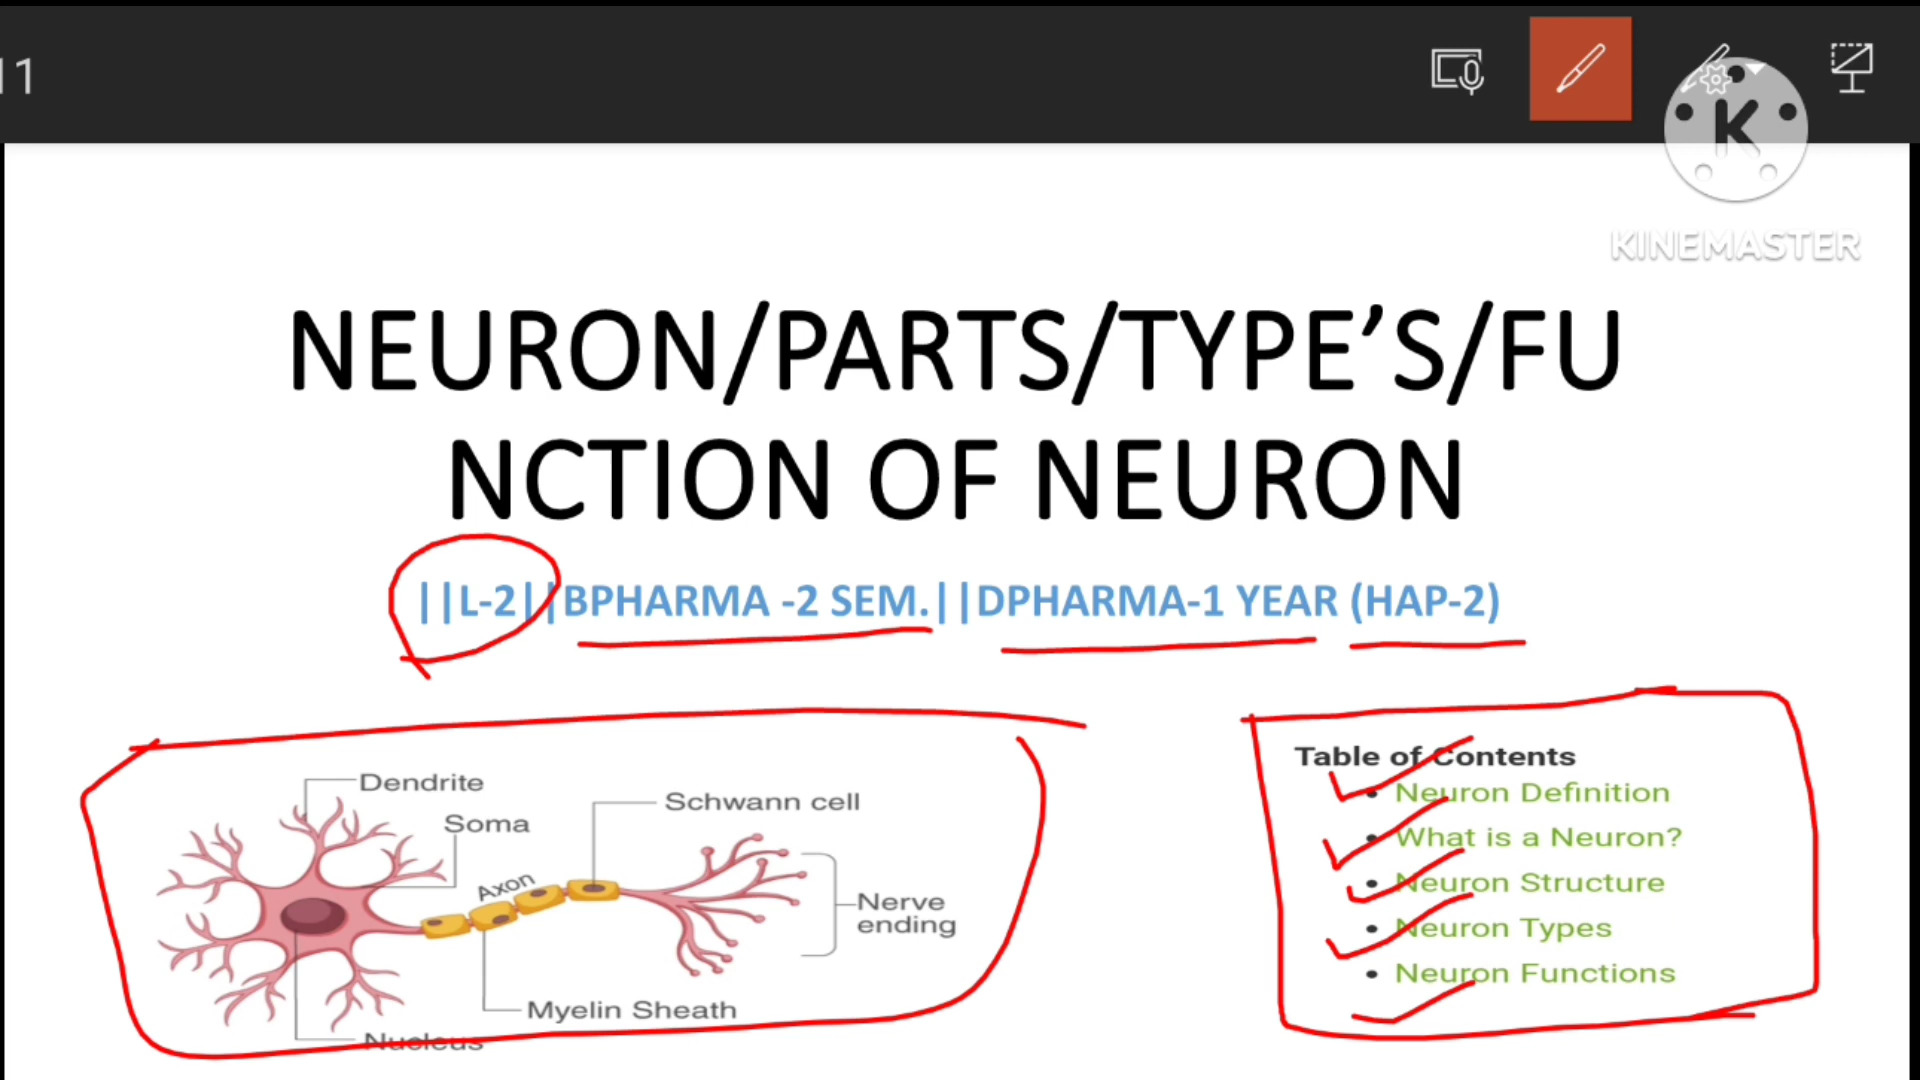 11
K
KINEMASTER
NEURON/PARTS/TYPE’S/FU
NCTION OF NEURON
||L-2||BPHARMA -2 SEM.||DPHARMA-1 YEAR (HAP-2)
Dendrite
Soma
Schwann cell
Axon
Nerve
ending
Myelin Sheath
Nucleus
Table of Contents
• Neuron Definition
• What is a Neuron?
• Neuron Structure
• Neuron Types
• Neuron Functions